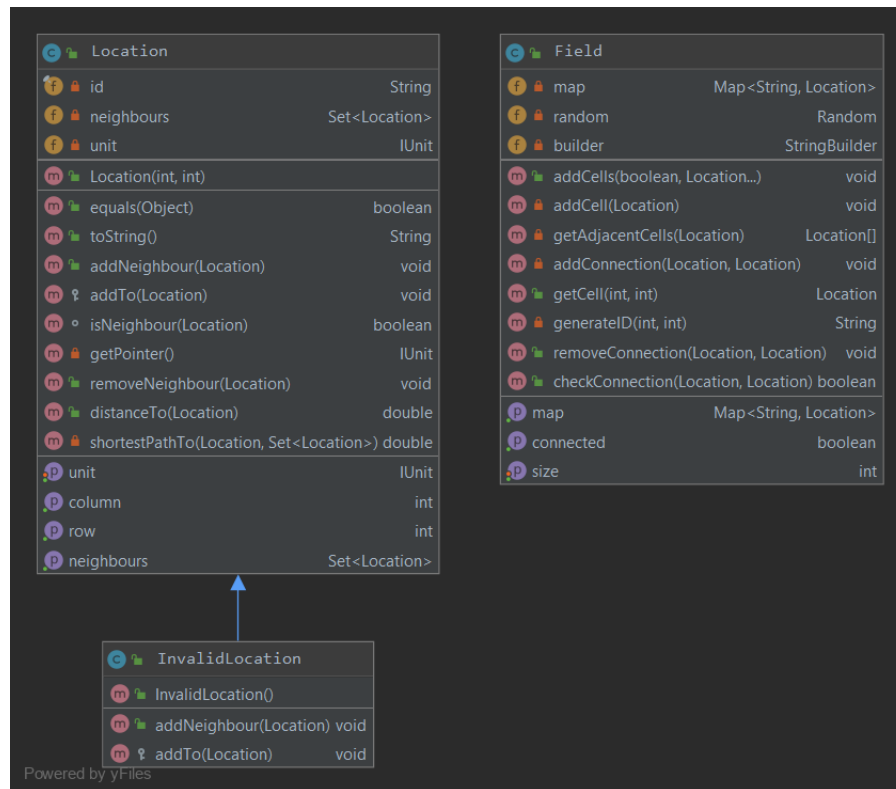 Location
id String
neighbours Set<Location>
unit IUnit
Location(int, int)
equals(Object) boolean
toString() String
addNeighbour(Location) void
addTo(Location) void
isNeighbour(Location) boolean
getPointer() IUnit
removeNeighbour(Location) void
distanceTo(Location) double
shortestPathTo(Location, Set<Location>) double
unit IUnit
column int
row int
neighbours Set<Location>
Field
map Map<String, Location>
random Random
builder StringBuilder
addCells(boolean, Location...) void
addCell(Location) void
getAdjacentCells(Location) Location[]
addConnection(Location, Location) void
getCell(int, int) Location
generateID(int, int) String
removeConnection(Location, Location) void
checkConnection(Location, Location) boolean
map Map<String, Location>
connected boolean
size int
InvalidLocation
InvalidLocation()
addNeighbour(Location) void
addTo(Location) void
Powered by yFiles